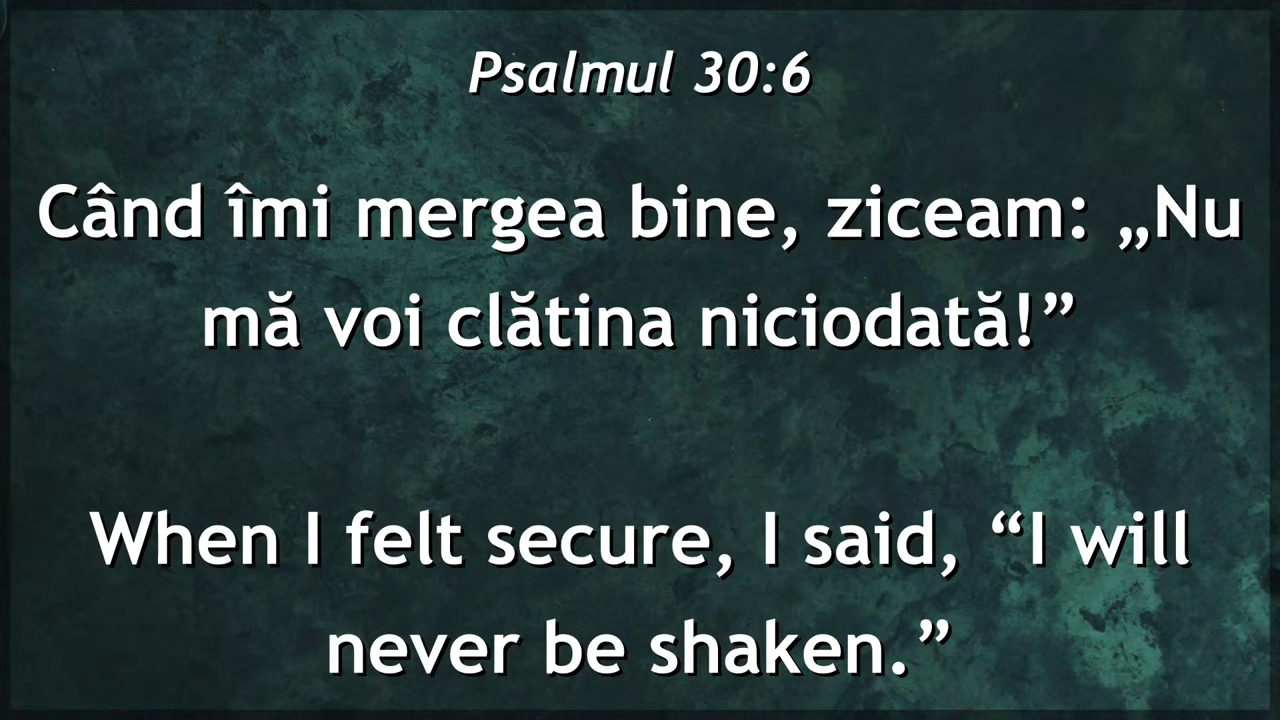 Psalmul 30:6
Când îmi mergea bine, ziceam: „Nu
mă voi clătina niciodată!”
When I felt secure, I said, “I will
never be shaken.”